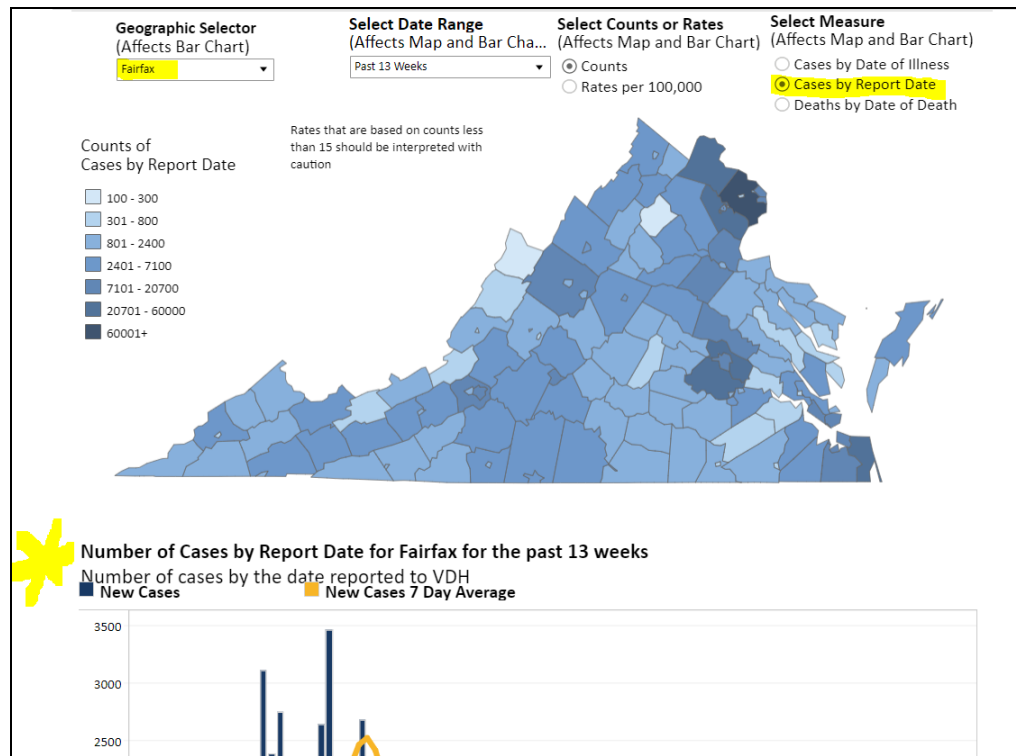 Geographic Selector
(Affects Bar Chart)
Fairfax
Select Date Range
(Affects Map and Bar Cha...
Past 13 Weeks
Select Counts or Rates
(Affects Map and Bar Chart)
Counts
Rates per 100,000
Select Measure
(Affects Map and Bar Chart)
Cases by Date of Illness
Cases by Report Date
Deaths by Date of Death
Counts of
Cases by Report Date
100 - 300
301 - 800
801 - 2400
2401 - 7100
7101 - 20700
20701 - 60000
60001+
Rates that are based on counts less
than 15 should be interpreted with
caution
Number of Cases by Report Date for Fairfax for the past 13 weeks
Number of cases by the date reported to VDH
New Cases
New Cases 7 Day Average
3500
3000
2500